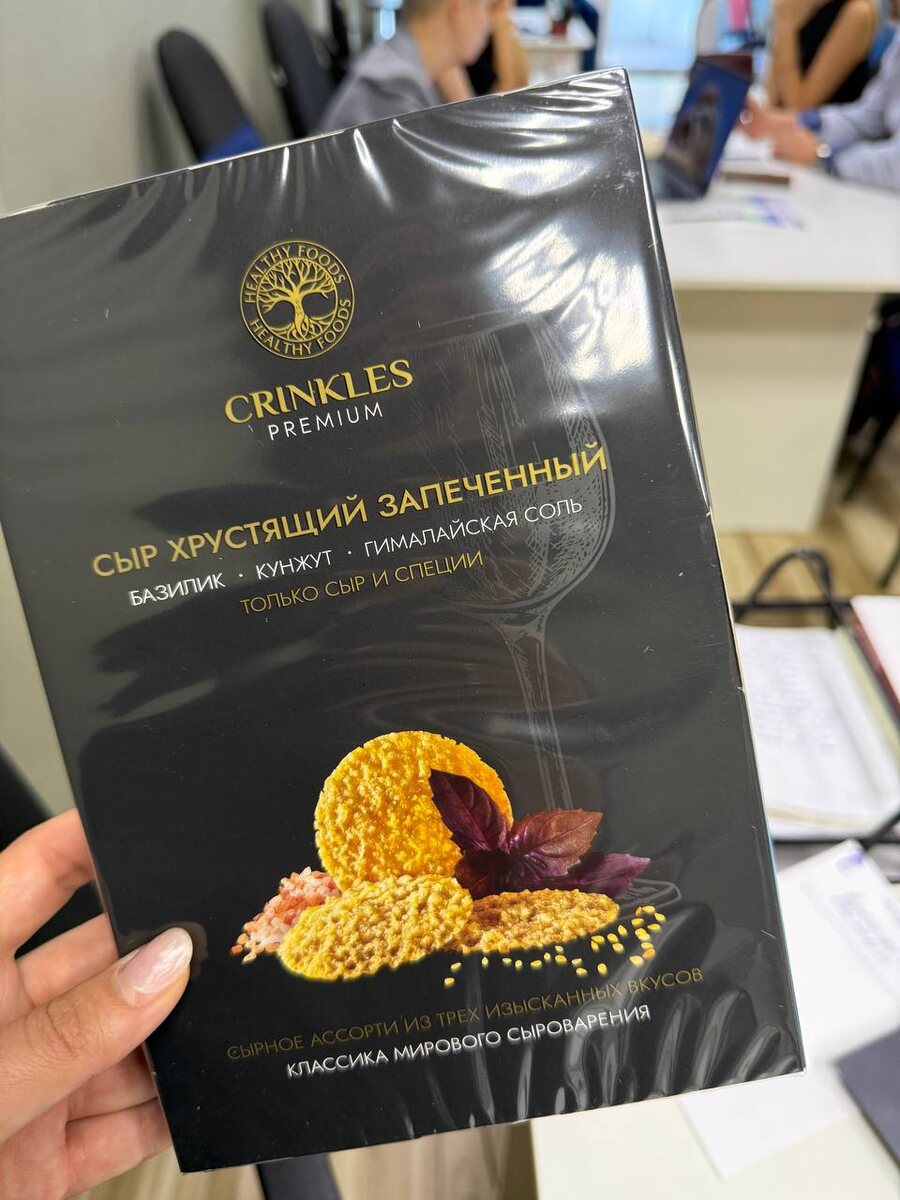 HEALTHY FOODS
HEALTHY FOODS
CRINKLES
PREMIUM
СЫР ХРУСТЯЩИЙ ЗАПЕЧЕННЫЙ
БАЗИЛИК · КУНЖУТ · ГИМАЛАЙСКАЯ СОЛЬ
ТОЛЬКО СЫР И СПЕЦИИ
СЫРНОЕ АССОРТИ ИЗ ТРЕХ ИЗЫСКАННЫХ ВКУСОВ
КЛАССИКА МИРОВОГО СЫРОВАРЕНИЯ